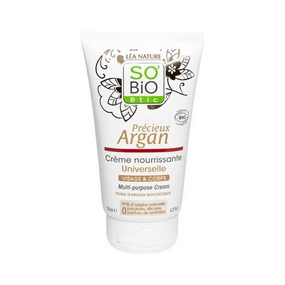 LÉA NATURE
SO'
BiO
étic
Précieux
Argan
BIO
Crème nourrissante
Universelle
VISAGE & CORPS
Multi-purpose Cream
HUILE D'ARGAN BIOLOGIQUE